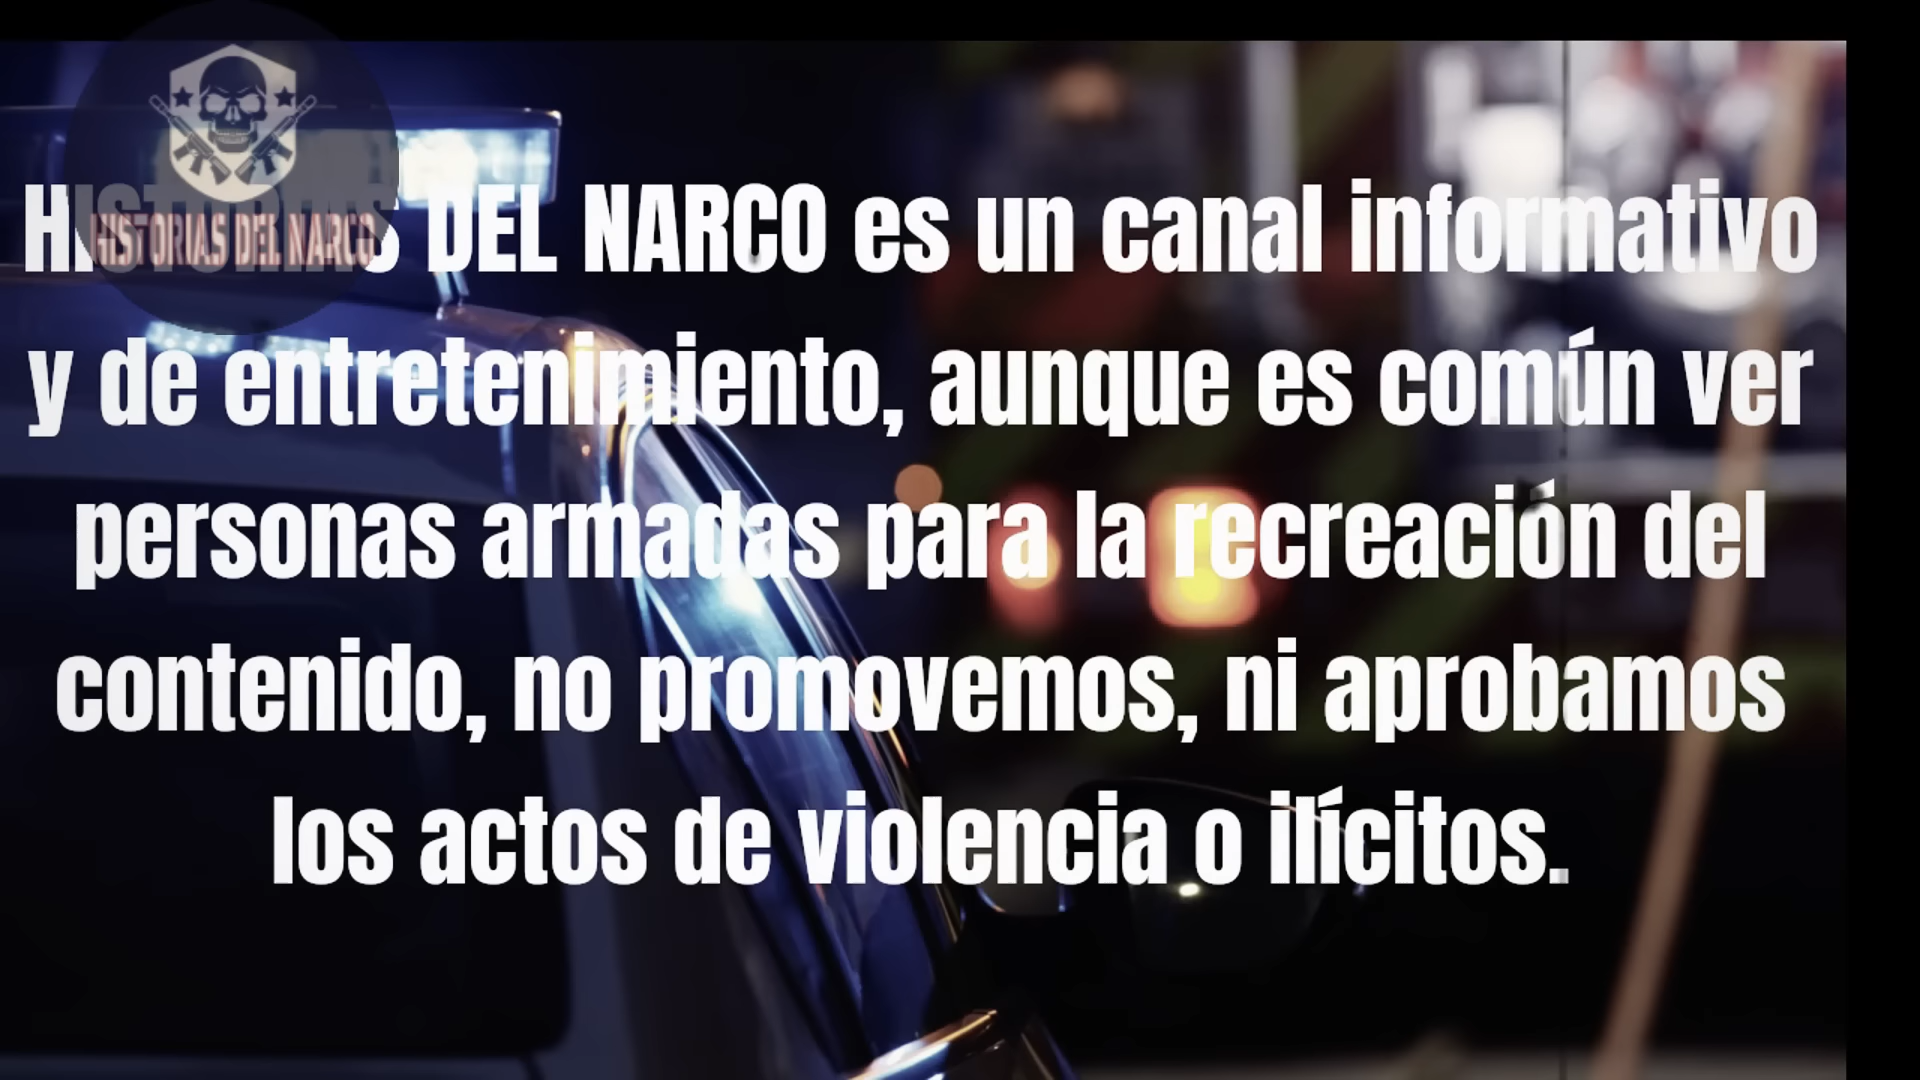 HISTORIAS DEL NARCO
HISTORIAS DEL NARCO es un canal informativo
y de entretenimiento, aunque es común ver
personas armadas para la recreación del
contenido, no promovemos, ni aprobamos
los actos de violencia o ilícitos.